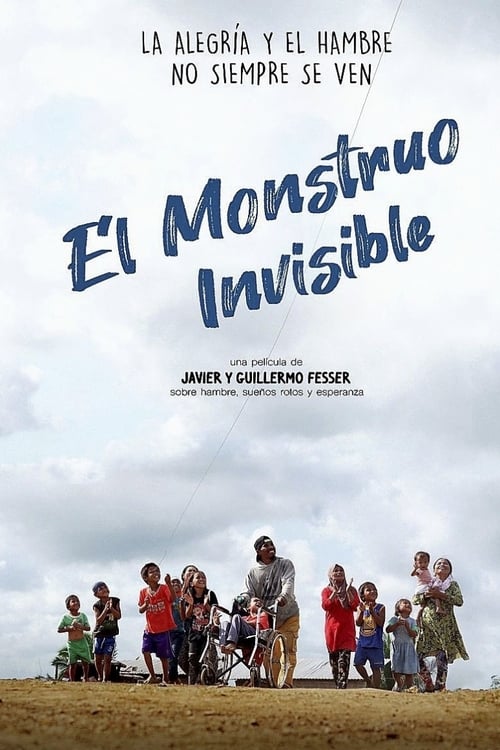 LA ALEGRÍA Y EL HAMBRE
NO SIEMPRE SE VEN
El Monstruo
Invisible
una película de
JAVIER Y GUILLERMO FESSER
sobre hambre, sueños rotos y esperanza